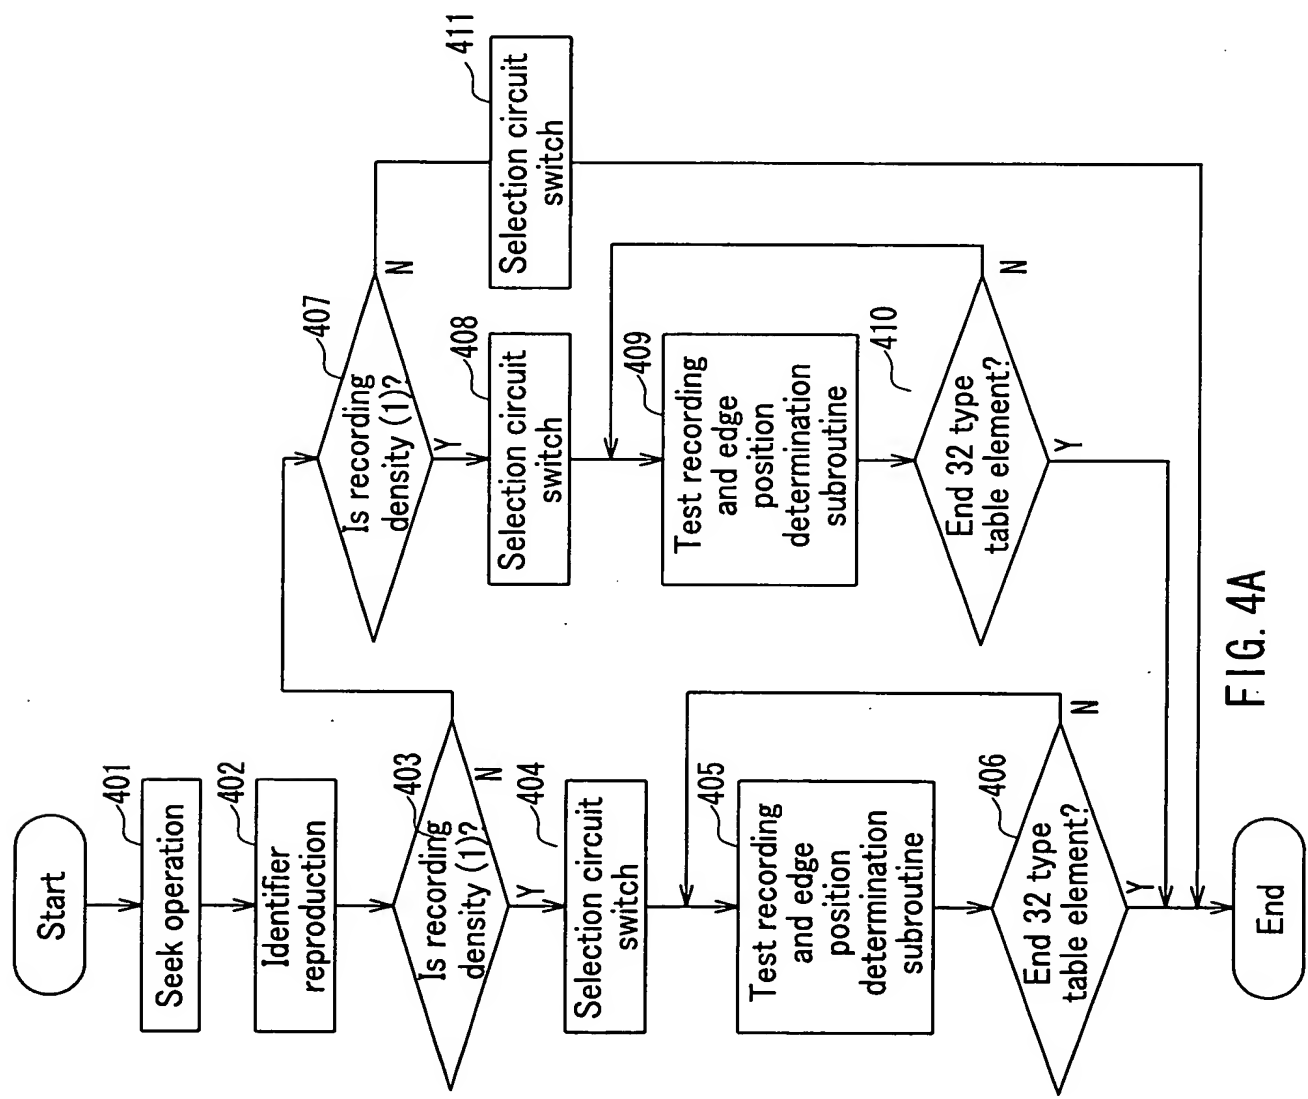 Start
401
Seek operation
402
Identifier
reproduction
403
Is recording
density (1)?
N
Y
404
Selection circuit
switch
405
Test recording
and edge
position
determination
subroutine
406
End 32 type
table element?
N
Y
End
407
Is recording
density (1)?
N
Y
408
Selection circuit
switch
409
Test recording
and edge
position
determination
subroutine
410
End 32 type
table element?
N
Y
411
Selection circuit
switch
FIG. 4A